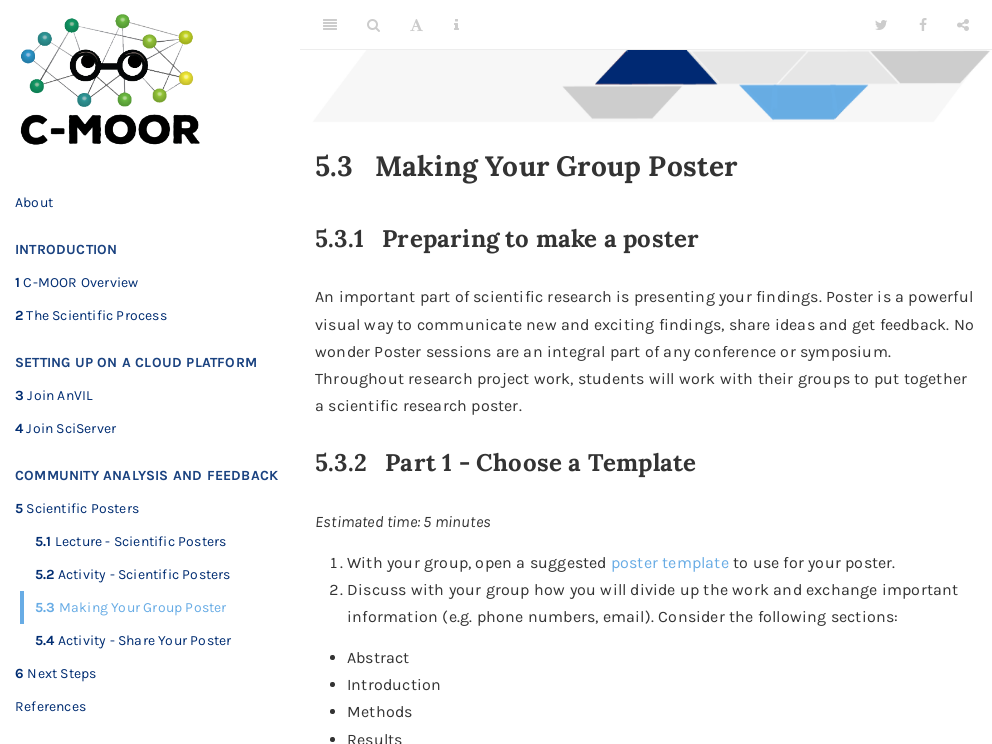 C-MOOR
About
INTRODUCTION
1 C-MOOR Overview
2 The Scientific Process
SETTING UP ON A CLOUD PLATFORM
3 Join AnVIL
4 Join SciServer
COMMUNITY ANALYSIS AND FEEDBACK
5 Scientific Posters
5.1 Lecture - Scientific Posters
5.2 Activity - Scientific Posters
5.3 Making Your Group Poster
5.4 Activity - Share Your Poster
6 Next Steps
References
A i
5.3 Making Your Group Poster
5.3.1 Preparing to make a poster
An important part of scientific research is presenting your findings. Poster is a powerful
visual way to communicate new and exciting findings, share ideas and get feedback. No
wonder Poster sessions are an integral part of any conference or symposium.
Throughout research project work, students will work with their groups to put together
a scientific research poster.
5.3.2 Part 1 - Choose a Template
Estimated time: 5 minutes
1. With your group, open a suggested poster template to use for your poster.
2. Discuss with your group how you will divide up the work and exchange important
information (e.g. phone numbers, email). Consider the following sections:
• Abstract
• Introduction
• Methods
• Results